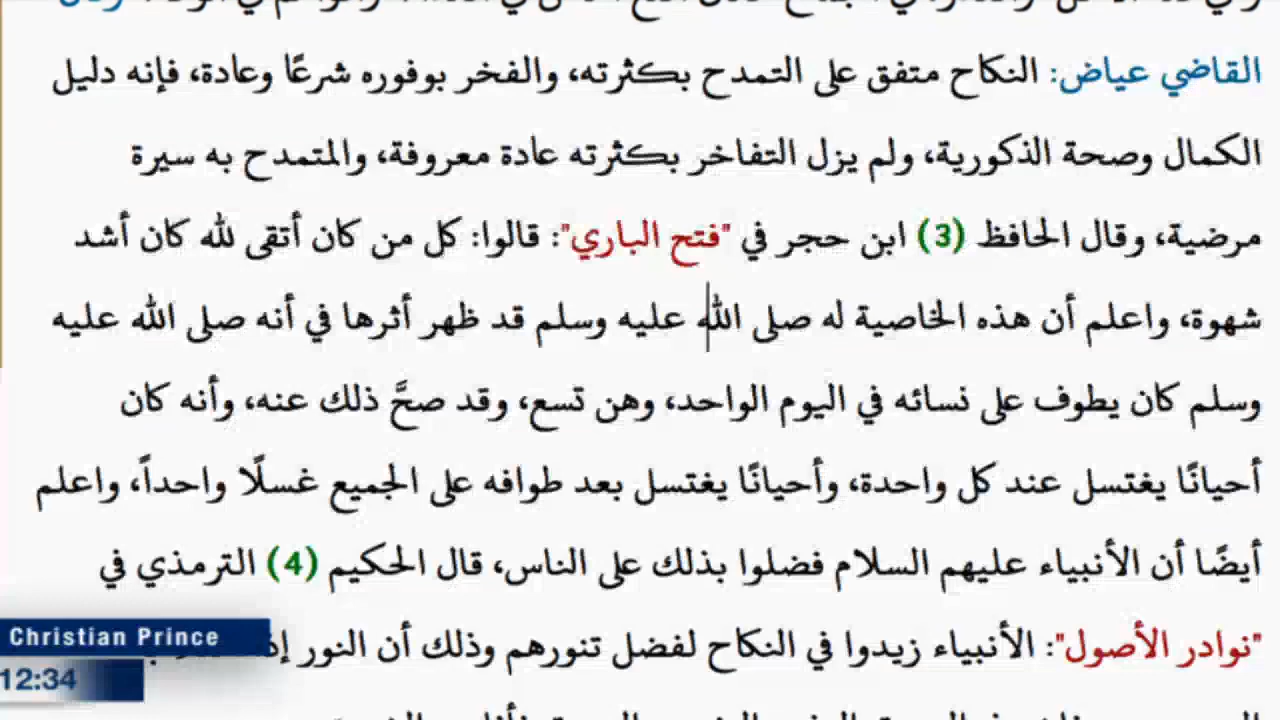 القاضي عياض: النكاح متفق على التمدح بكثرته، والفخر بوفوره شرعًا وعادة، فإنه دليل
الكمال وصحة الذكورية، ولم يزل التفاخر بكثرته عادة معروفة، والمتمدح به سيرة
مرضية، وقال الحافظ (3) ابن حجر في "فتح الباري": قالوا: كل من كان أتقى لله كان أشد
شهوة، واعلم أن هذه الخاصية له صلى الله عليه وسلم قد ظهر أثرها في أنه صلى الله عليه
وسلم كان يطوف على نسائه في اليوم الواحد، وهن تسع، وقد صحَّ ذلك عنه، وأنه كان
أحيانًا يغتسل عند كل واحدة، وأحيانًا يغتسل بعد طوافه على الجميع غسلًا واحداً، واعلم
أيضًا أن الأنبياء عليهم السلام فضلوا بذلك على الناس، قال الحكيم (4) الترمذي في
"نوادر الأصول": الأنبياء زيدوا في النكاح لفضل تنورهم وذلك أن النور
Christian Prince
12:34